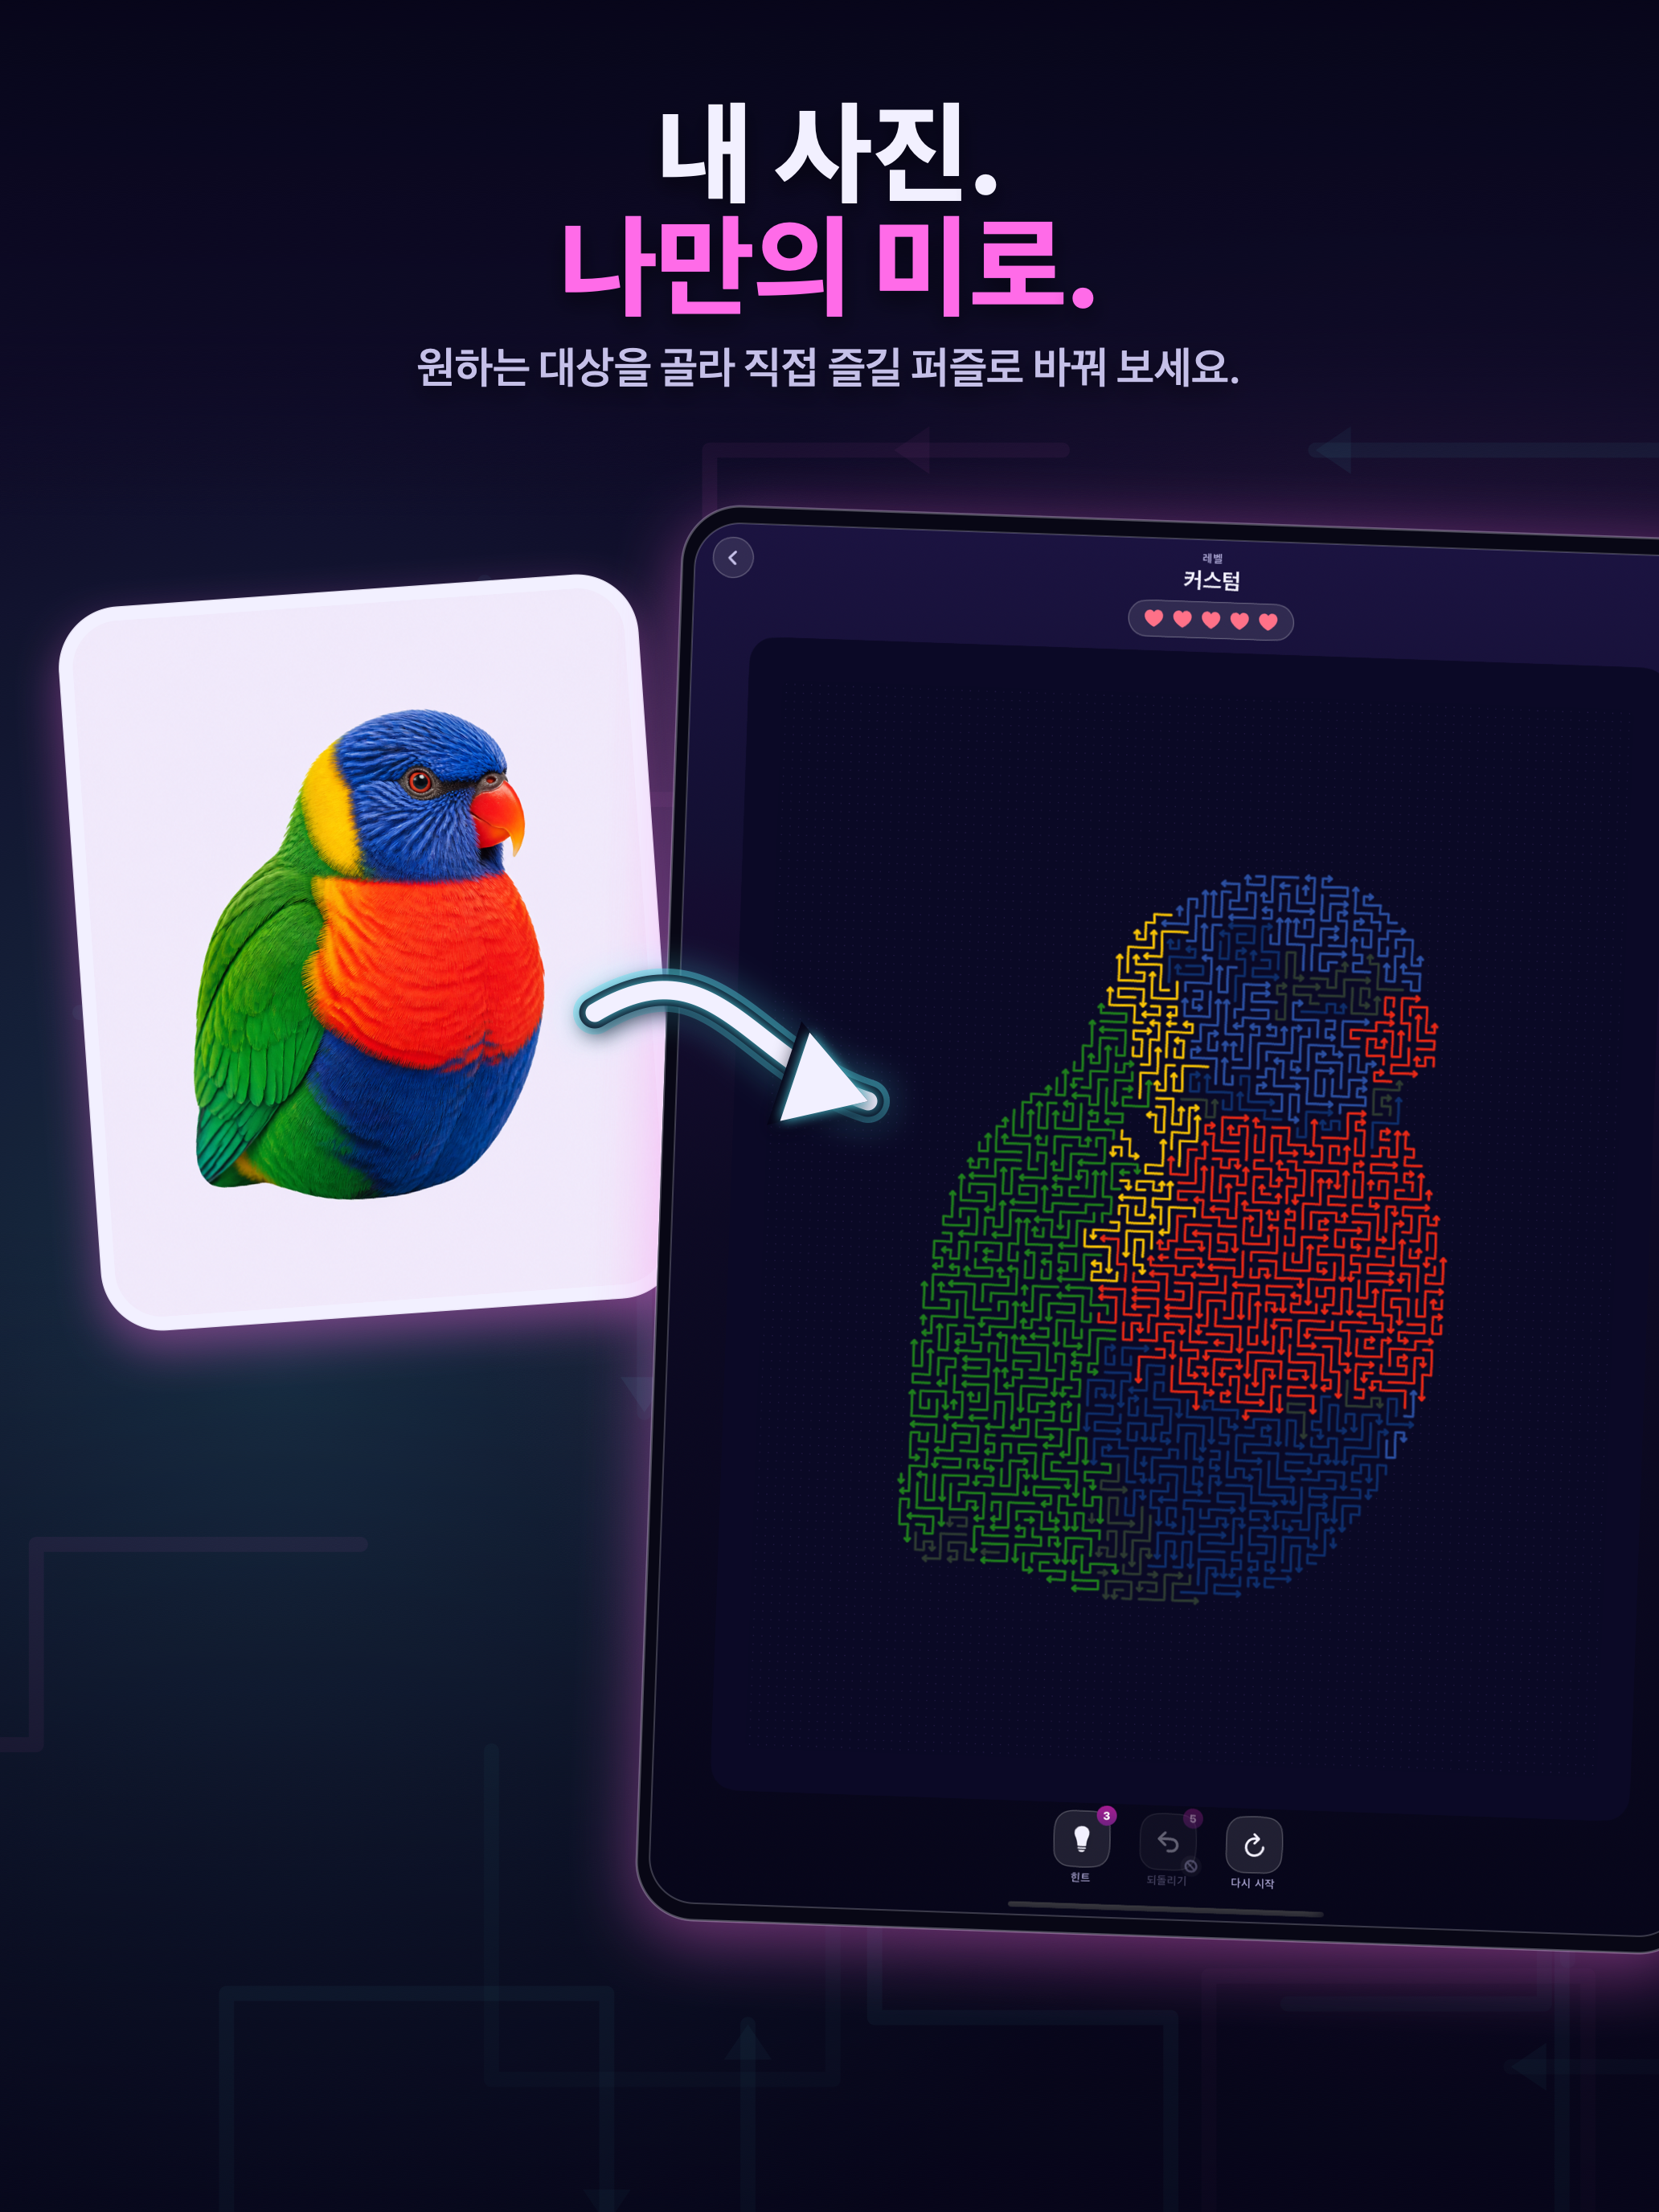 내 사진.
나만의 미로.
원하는 대상을 골라 직접 즐길 퍼즐로 바꿔 보세요.
레벨
커스텀
3
5
힌트
되돌리기
다시 시작